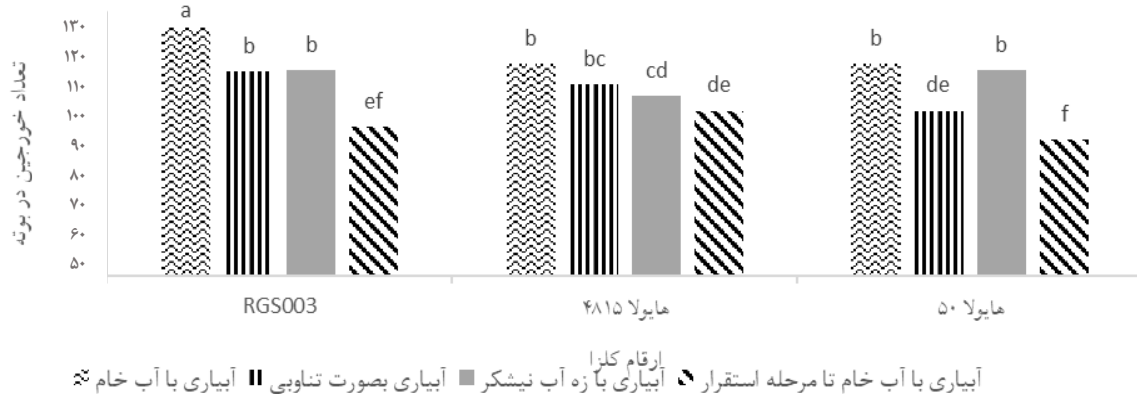 تعداد خورجین در بوته
۱۳۰
۱۲۰
۱۱۰
۱۰۰
۹۰
۸۰
۷۰
۶۰
۵۰
a b b ef
b bc cd de
b de b f
RGS003
هایولا ۴۸۱۵
هایولا ۵۰
ارقام کلزا
آبیاری با آب خام
آبیاری بصورت تناوبی
آبیاری با زه آب نیشکر
آبیاری با آب خام تا مرحله استقرار